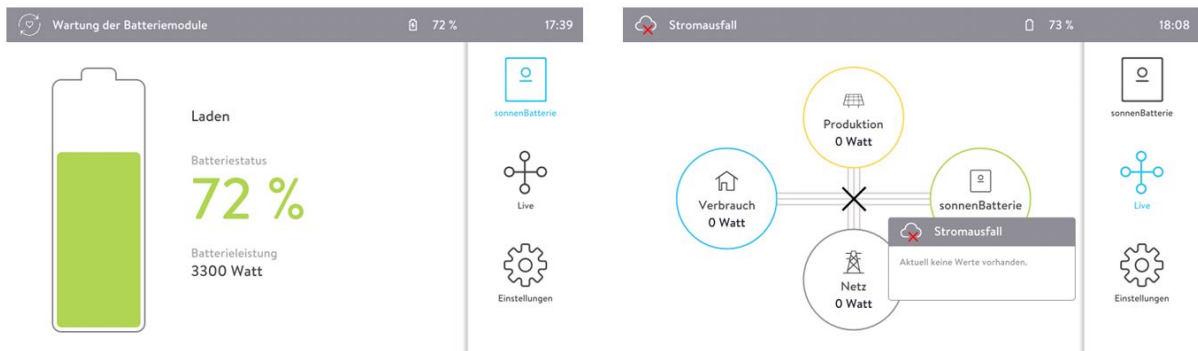 Wartung der Batteriemodule 72 % 17:39
sonnenBatterie
Laden
Batteriestatus
72 %
Live
Batterieleistung
3300 Watt
Einstellungen
Stromausfall 73 % 18:08
sonnenBatterie
Produktion
0 Watt
Verbrauch
0 Watt
sonnenBatterie
Live
Stromausfall
Aktuell keine Werte vorhanden.
Netz
0 Watt
Einstellungen